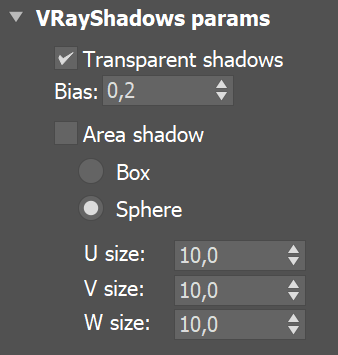 VRayShadows params
Transparent shadows
Bias: 0,2
Area shadow
Box
Sphere
U size: 10,0
V size: 10,0
W size: 10,0